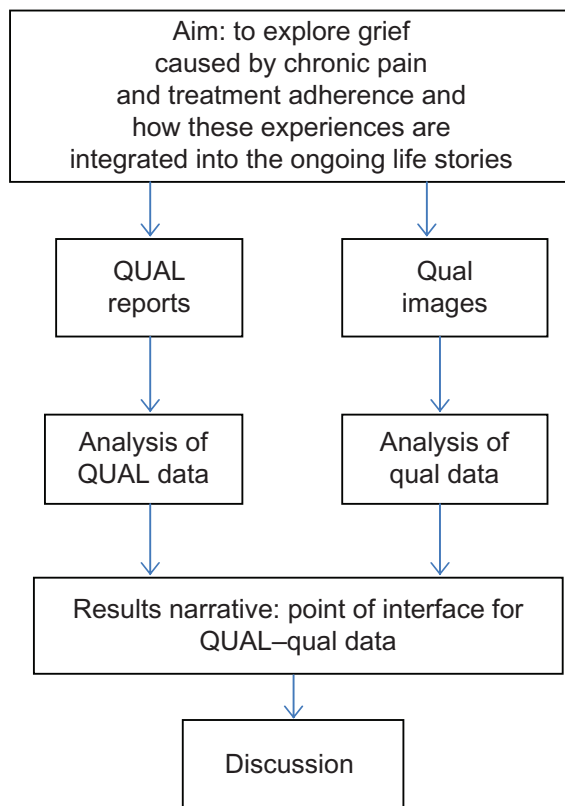 Aim: to explore grief
caused by chronic pain
and treatment adherence and
how these experiences are
integrated into the ongoing life stories
QUAL
reports
Qual
images
Analysis of
QUAL data
Analysis of
qual data
Results narrative: point of interface for
QUAL–qual data
Discussion